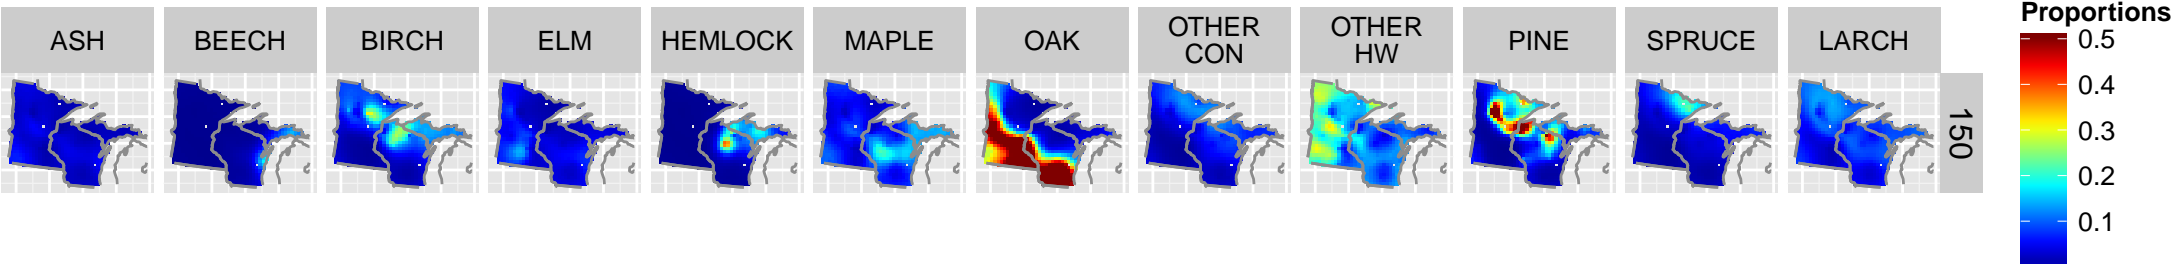 ASH
BEECH
BIRCH
ELM
HEMLOCK
MAPLE
OAK
OTHER
CON
OTHER
HW
PINE
SPRUCE
LARCH
150
Proportions
0.5
0.4
0.3
0.2
0.1